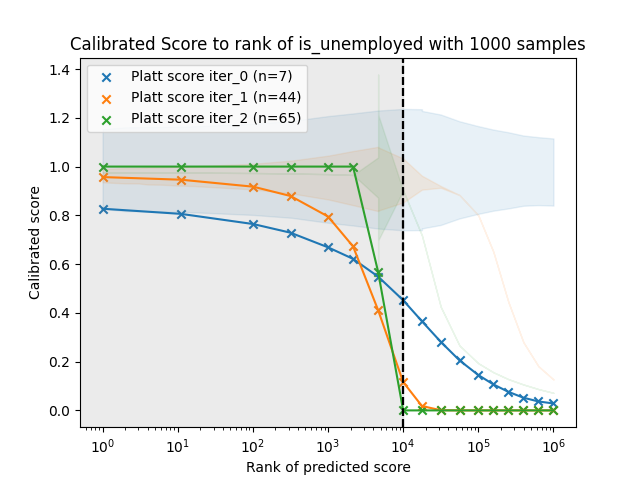 Calibrated Score to rank of is_unemployed with 1000 samples
Platt score iter_0 (n=7)
Platt score iter_1 (n=44)
Platt score iter_2 (n=65)
Calibrated score
1.4
1.2
1.0
0.8
0.6
0.4
0.2
0.0
10⁰ 10¹ 10² 10³ 10⁴ 10⁵ 10⁶
Rank of predicted score